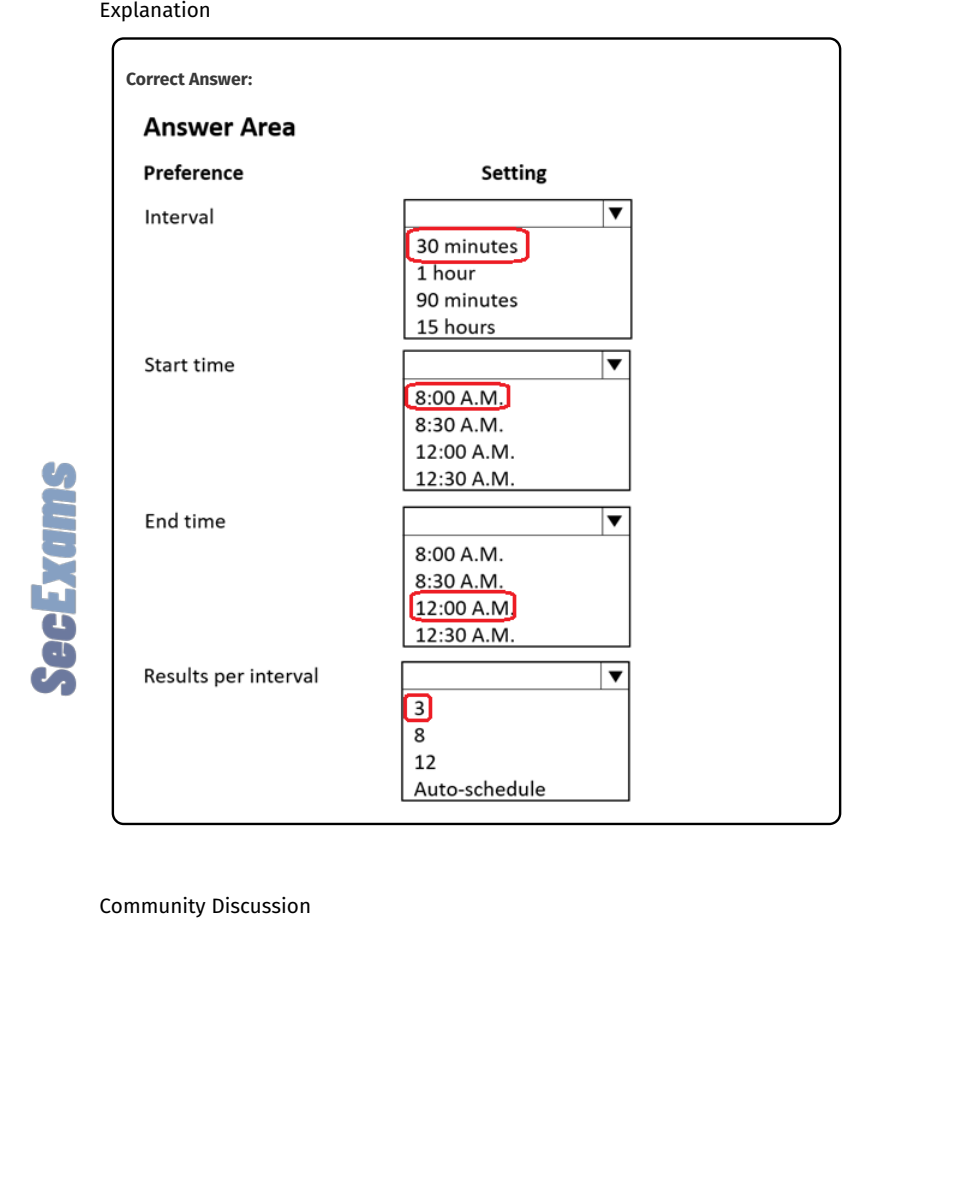 Explanation
Correct Answer:
Answer Area
Preference Setting
Interval
30 minutes
1 hour
90 minutes
15 hours
Start time
8:00 A.M.
8:30 A.M.
12:00 A.M.
12:30 A.M.
End time
8:00 A.M.
8:30 A.M.
12:00 A.M.
12:30 A.M.
Results per interval
3
8
12
Auto-schedule
SecExams
Community Discussion